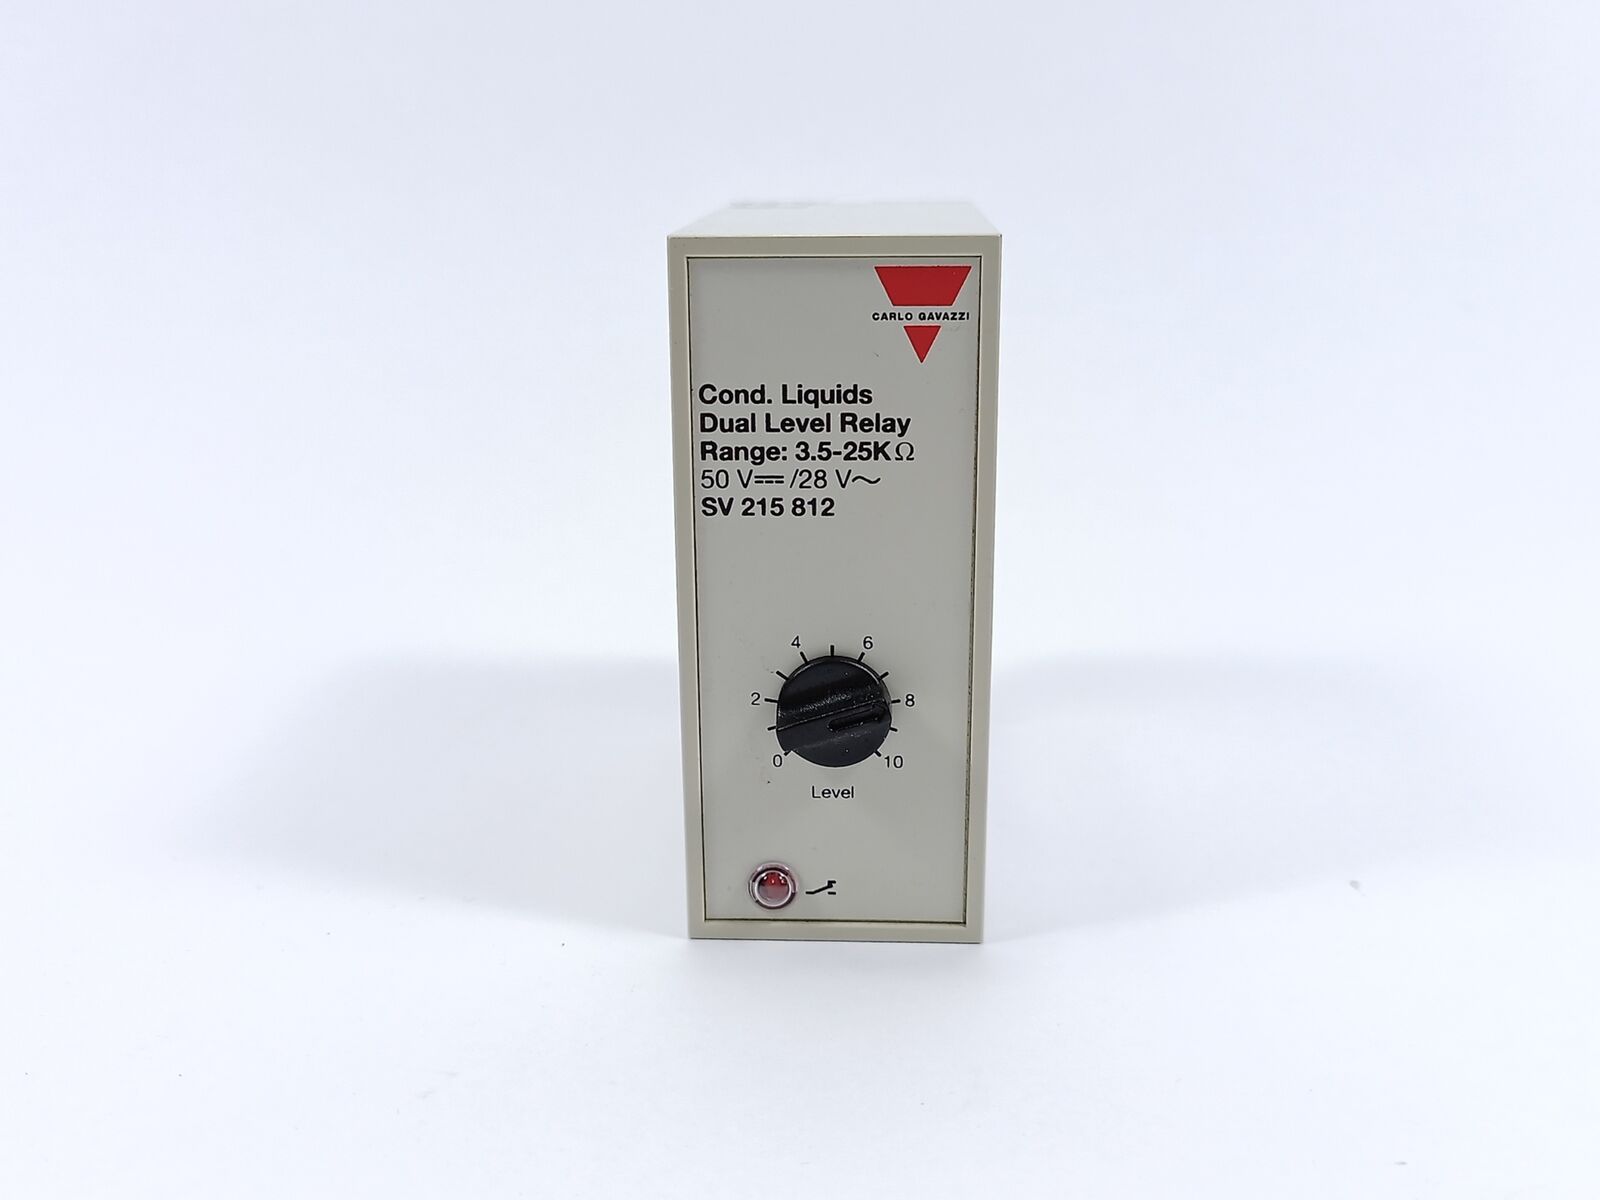 CARLO GAVAZZI
Cond. Liquids
Dual Level Relay
Range: 3.5-25KΩ
50 V⎓/28 V~
SV 215 812
4 6
2 8
0 10
Level